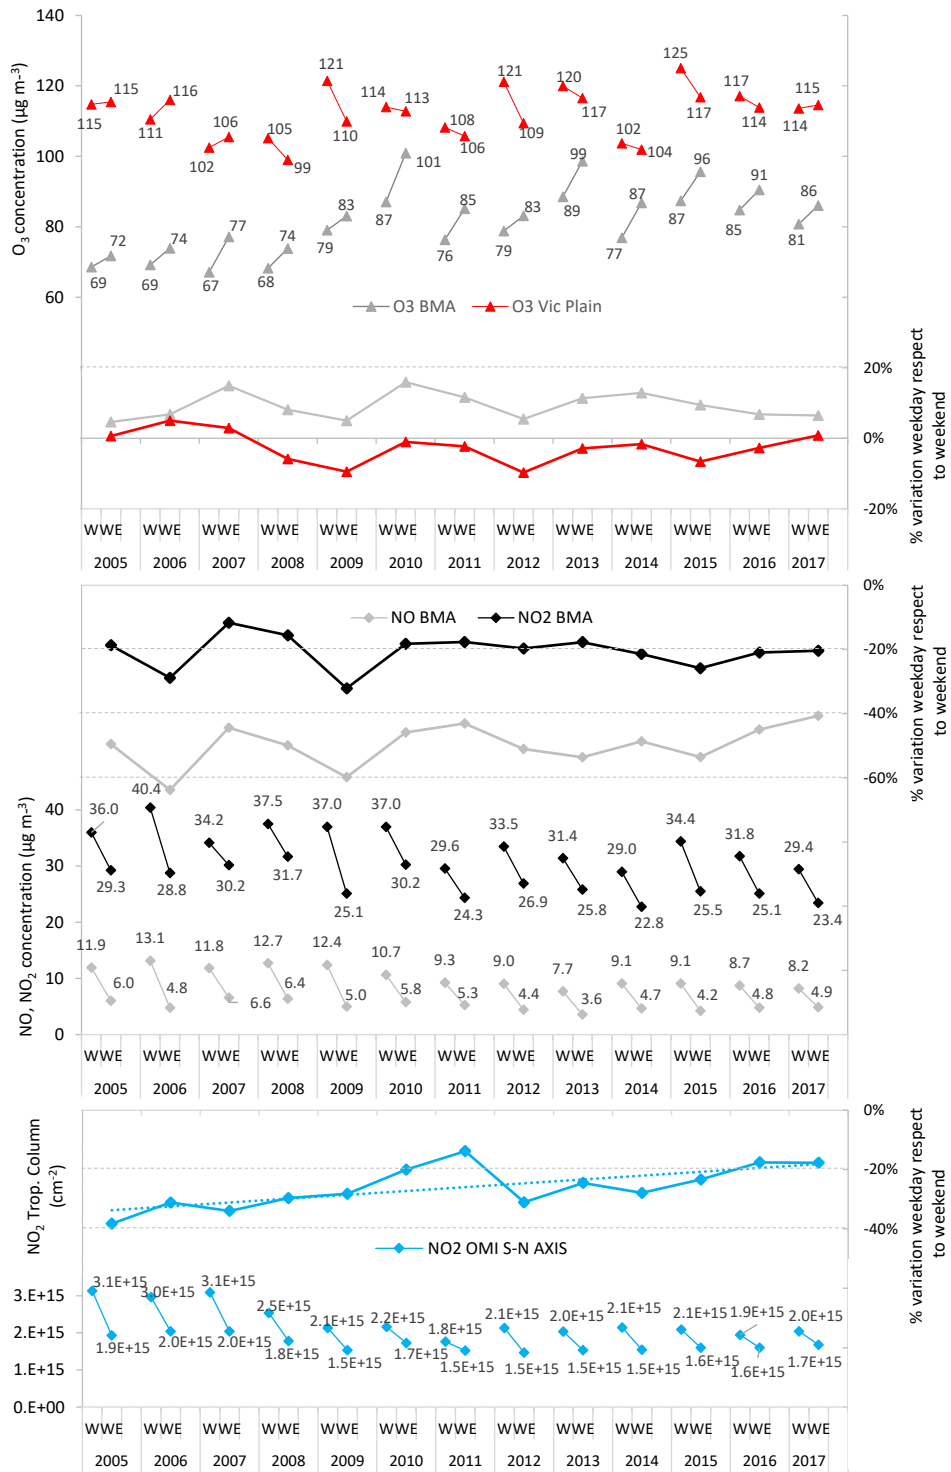 140
120
100
80
60
O3 concentration (µg m-3)
115 115
111 116
102 106
105 99
121 110
114 113
108 106
121 109
120 117
102 104
125 117
117 114
114 115
69 72
69 74
67 77
68 74
79 83
87 101
76 85
79 83
89 99
77 87
87 96
85 91
81 86
O3 BMA O3 Vic Plain
20%
0%
-20%
% variation weekday respect
to weekend
W WE W WE W WE W WE W WE W WE W WE W WE W WE W WE W WE W WE W WE
2005 2006 2007 2008 2009 2010 2011 2012 2013 2014 2015 2016 2017
0%
-20%
-40%
-60%
% variation weekday respect
to weekend
NO BMA NO2 BMA
40
30
20
10
0
NO, NO2 concentration (µg m-3)
36.0 29.3
40.4 28.8
34.2 30.2
37.5 31.7
37.0 25.1
37.0 30.2
29.6 24.3
33.5 26.9
31.4 25.8
29.0 22.8
34.4 25.5
31.8 25.1
29.4 23.4
11.9 6.0
13.1 4.8
11.8 6.6
12.7 6.4
12.4 5.0
10.7 5.8
9.3 5.3
9.0 4.4
7.7 3.6
9.1 4.7
9.1 4.2
8.7 4.8
8.2 4.9
W WE W WE W WE W WE W WE W WE W WE W WE W WE W WE W WE W WE W WE
2005 2006 2007 2008 2009 2010 2011 2012 2013 2014 2015 2016 2017
0%
-20%
-40%
% variation weekday respect
to weekend
NO2 Trop. Column
(cm-2)
NO2 OMI S-N AXIS
3.E+15
2.E+15
1.E+15
0.E+00
3.1E+15 1.9E+15
3.0E+15 2.0E+15
3.1E+15 2.0E+15
2.5E+15 1.8E+15
2.1E+15 1.5E+15
2.2E+15 1.7E+15
1.8E+15 1.5E+15
2.1E+15 1.5E+15
2.0E+15 1.5E+15
2.1E+15 1.5E+15
2.1E+15 1.6E+15
1.9E+15 1.6E+15
2.0E+15 1.7E+15
W WE W WE W WE W WE W WE W WE W WE W WE W WE W WE W WE W WE W WE
2005 2006 2007 2008 2009 2010 2011 2012 2013 2014 2015 2016 2017